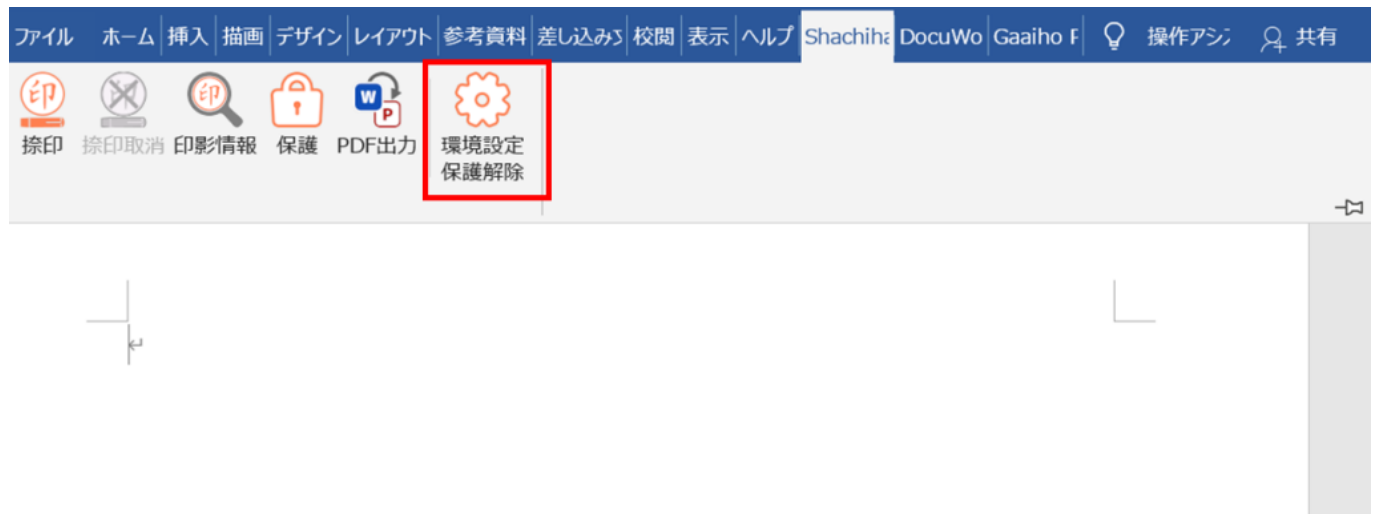 ファイル ホーム 挿入 描画 デザイン レイアウト 参考資料 差し込み 校閲 表示 ヘルプ Shachiha DocuWo Gaaiho 操作アシ 共有
印 印
W P
捺印 捺印取消 印影情報 保護 PDF出力 環境設定
保護解除